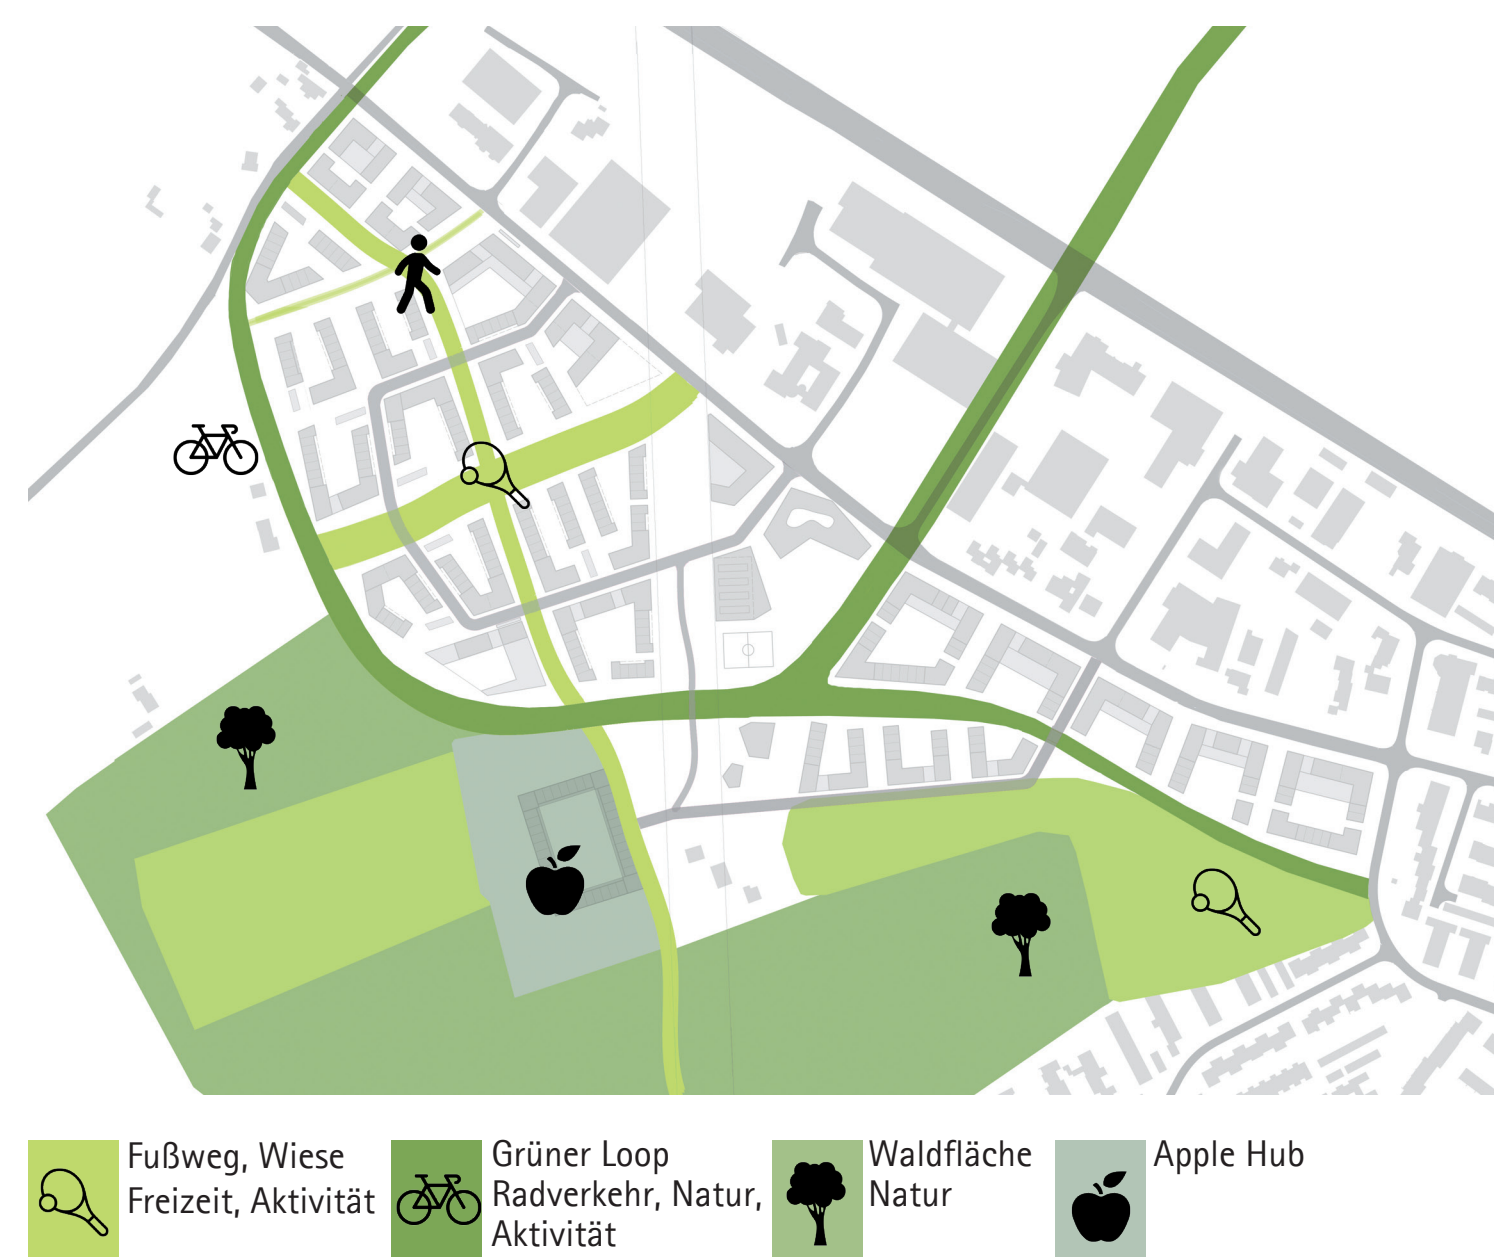 Fußweg, Wiese
Freizeit, Aktivität
Grüner Loop
Radverkehr, Natur,
Aktivität
Waldfläche
Natur
Apple Hub